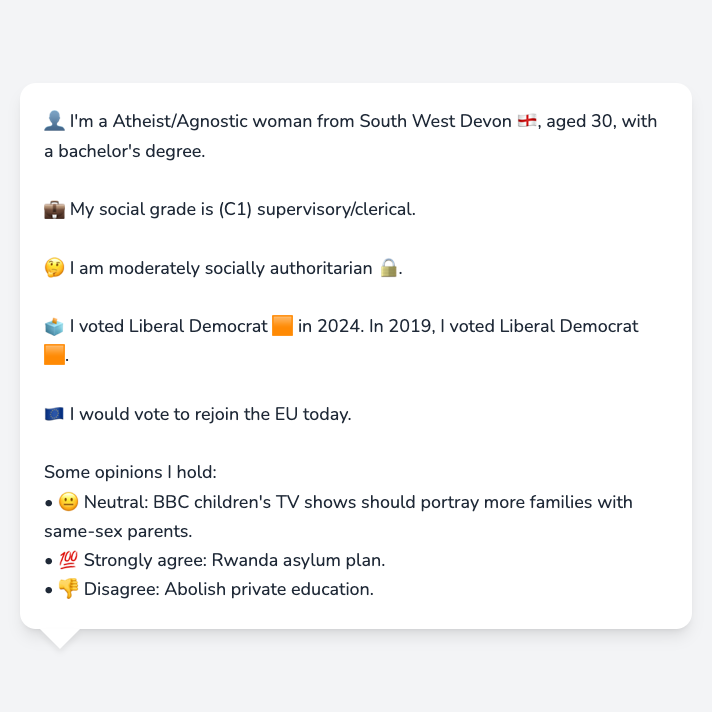 👤 I'm a Atheist/Agnostic woman from South West Devon 🏴󠁧󠁢󠁥󠁮󠁧󠁿, aged 30, with
a bachelor's degree.
💼 My social grade is (C1) supervisory/clerical.
🤔 I am moderately socially authoritarian 🔒.
🗳️ I voted Liberal Democrat 🟧 in 2024. In 2019, I voted Liberal Democrat
🟧.
🇪🇺 I would vote to rejoin the EU today.
Some opinions I hold:
• 😐 Neutral: BBC children's TV shows should portray more families with
same-sex parents.
• 💯 Strongly agree: Rwanda asylum plan.
• 👎 Disagree: Abolish private education.